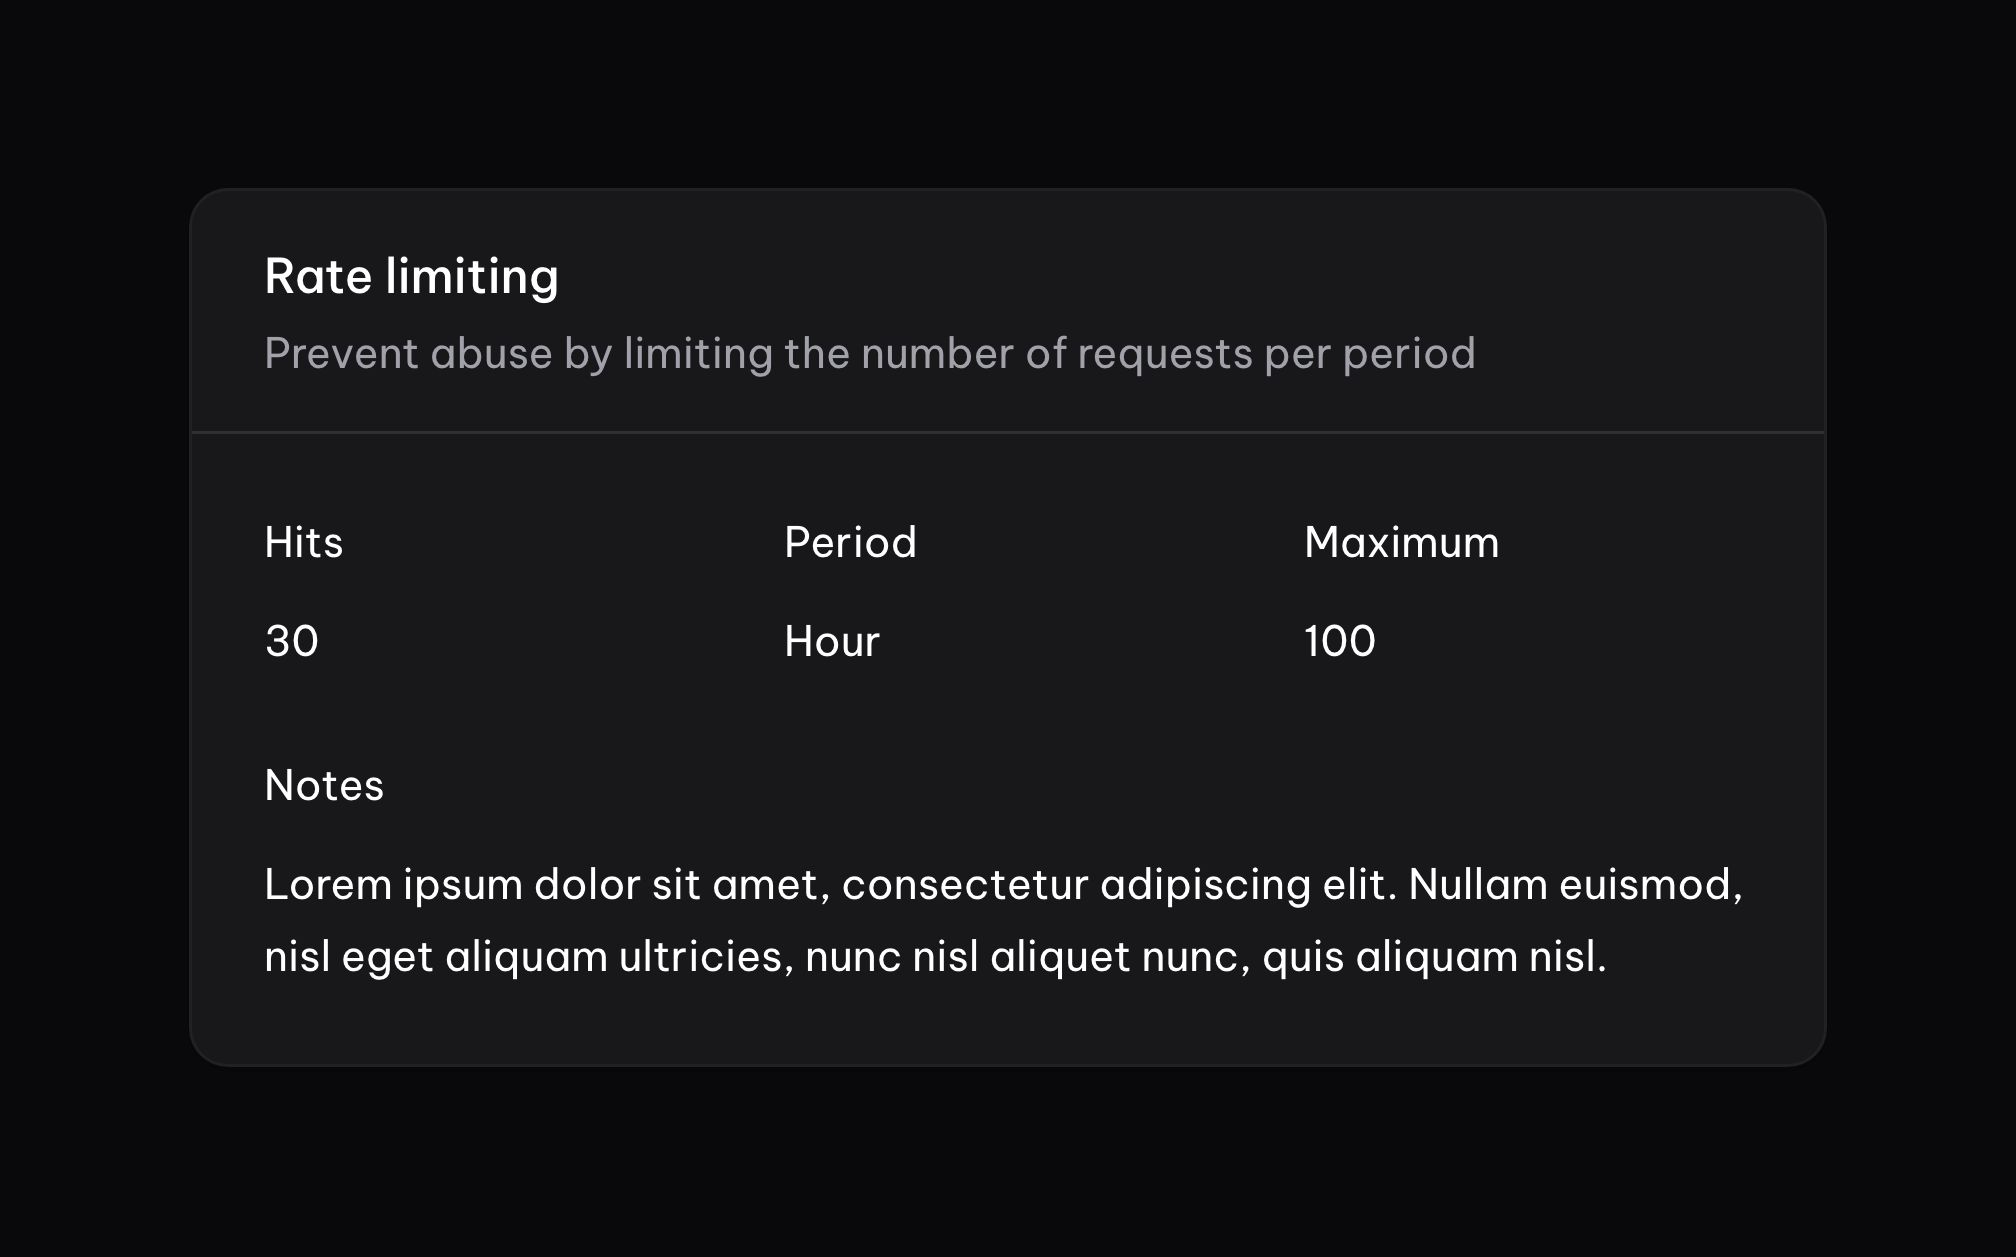 Rate limiting
Prevent abuse by limiting the number of requests per period
Hits Period Maximum
30 Hour 100
Notes
Lorem ipsum dolor sit amet, consectetur adipiscing elit. Nullam euismod,
nisl eget aliquam ultricies, nunc nisl aliquet nunc, quis aliquam nisl.